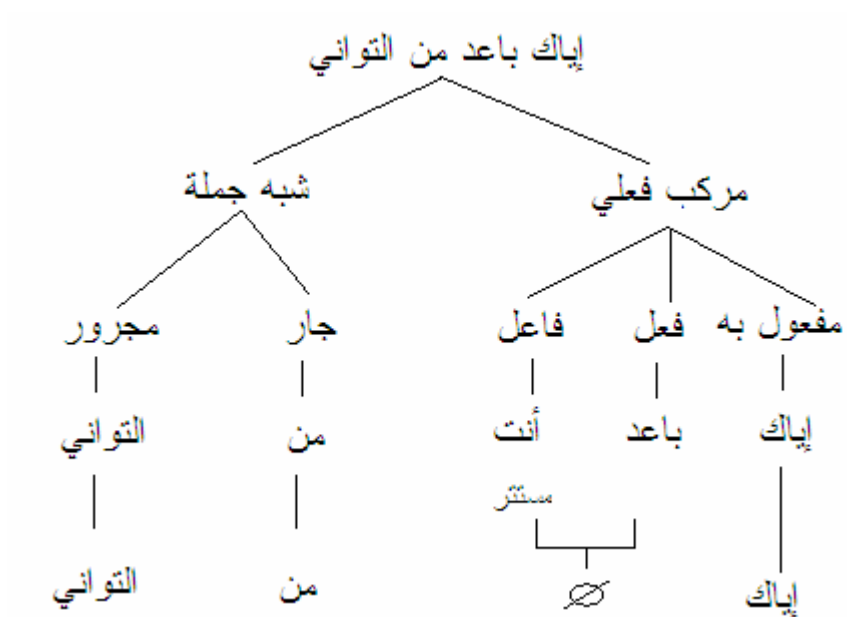 إياك باعد من التواني
مركب فعلي شبه جملة
مفعول به فعل فاعل جار مجرور
إياك باعد أنت من التواني
مستتر
إياك ∅ من التواني